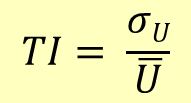 TI = σ_U / U̅